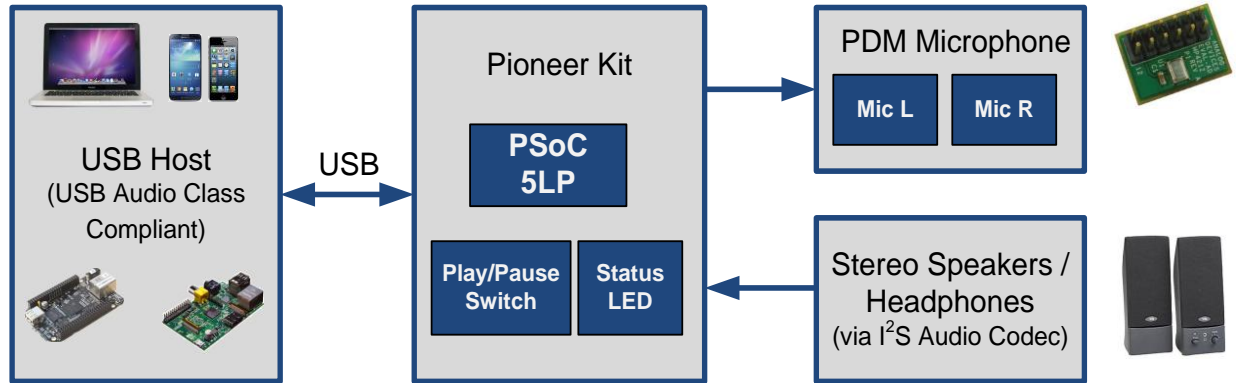 USB Host
(USB Audio Class
Compliant)
USB
Pioneer Kit
PSoC
5LP
Play/Pause
Switch
Status
LED
PDM Microphone
Mic L
Mic R
Stereo Speakers /
Headphones
(via I²S Audio Codec)